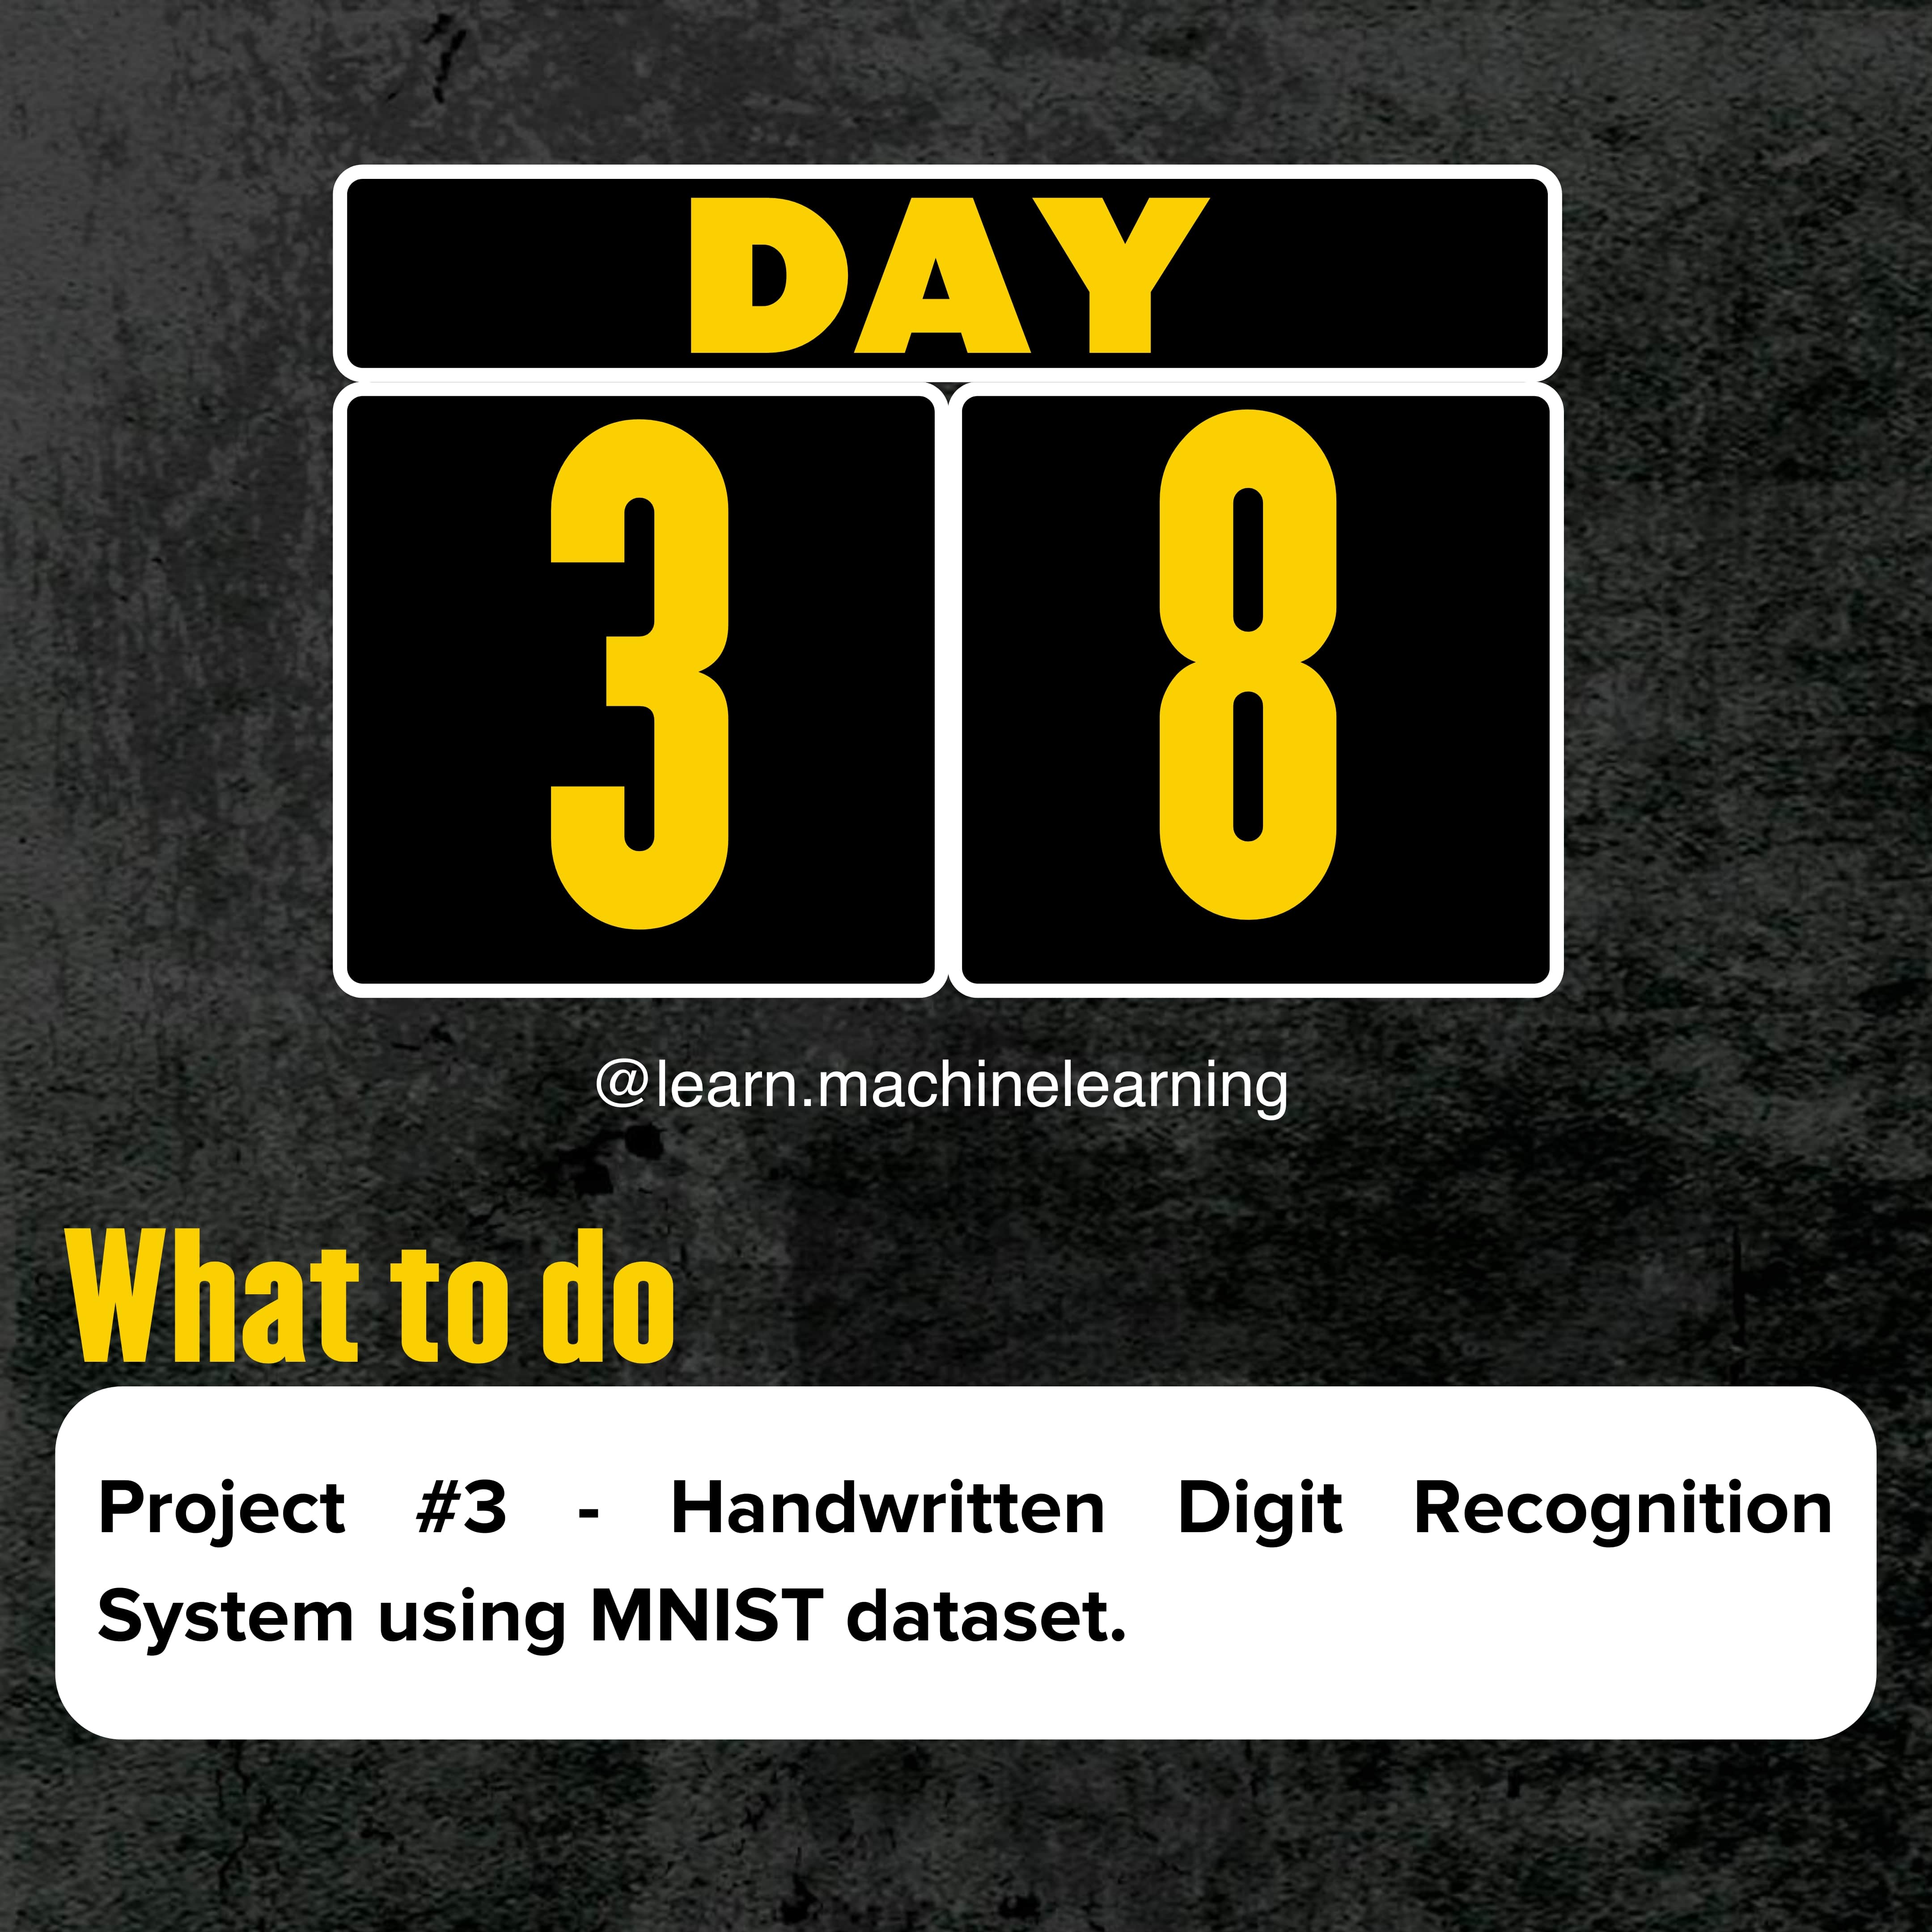 DAY
3 8
@learn.machinelearning
What to do
Project #3 - Handwritten Digit Recognition
System using MNIST dataset.